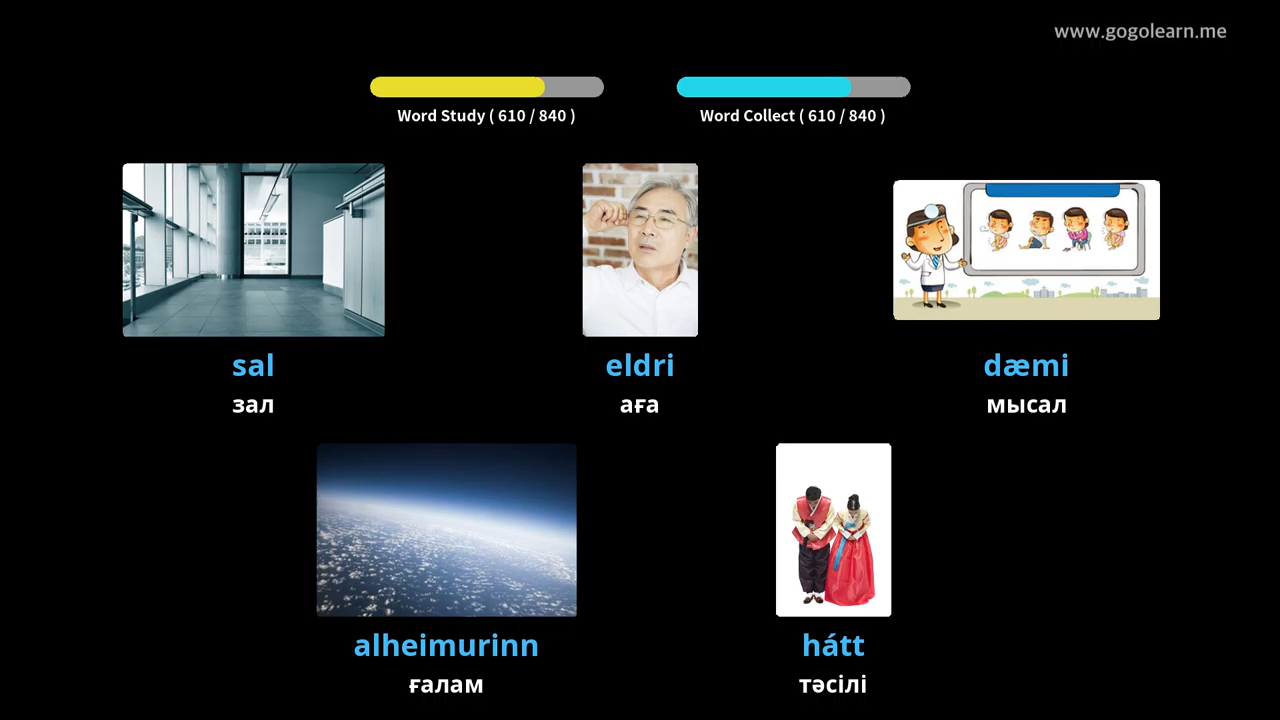 www.gogolearn.me
Word Study ( 610 / 840 )
Word Collect ( 610 / 840 )
sal
зал
eldri
аға
dæmi
мысал
alheimurinn
ғалам
hátt
тәсілі